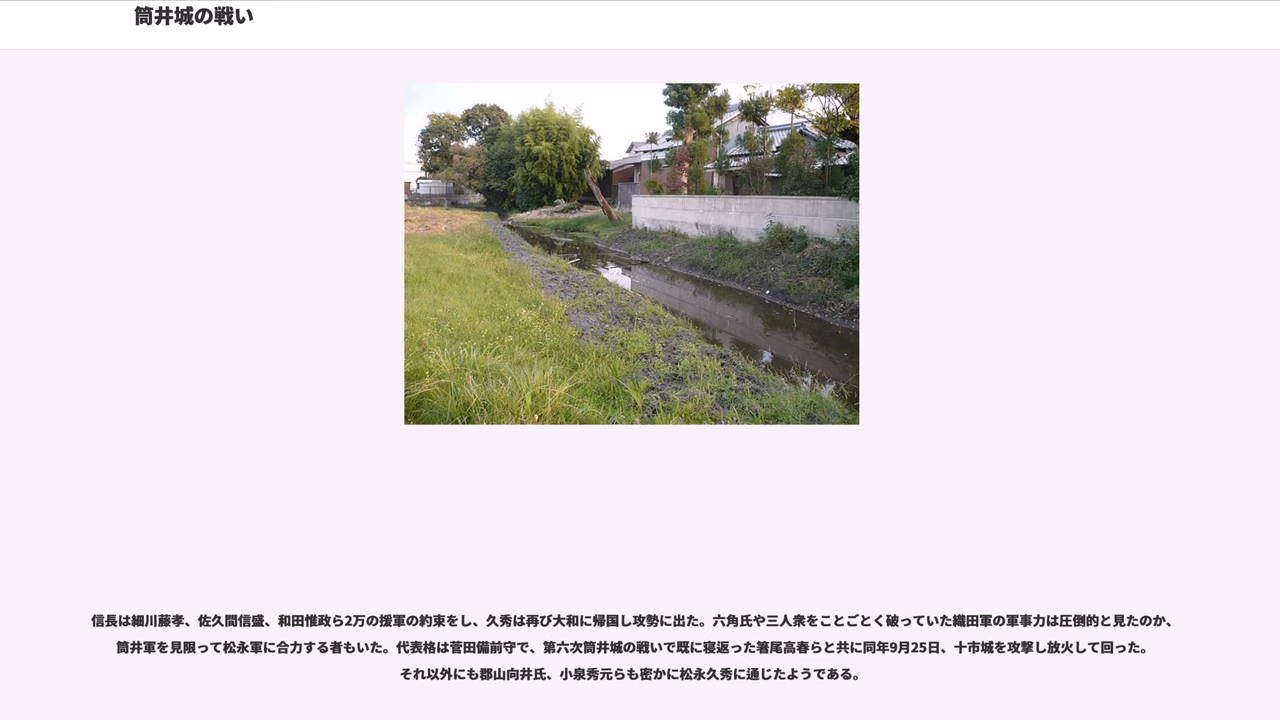 筒井城の戦い
信長は細川藤孝、佐久間信盛、和田惟政ら2万の援軍の約束をし、久秀は再び大和に帰国し攻勢に出た。六角氏や三人衆をことごとく破っていた織田軍の軍事力は圧倒的と見たのか、
筒井軍を見限って松永軍に合力する者もいた。代表格は菅田備前守で、第六次筒井城の戦いで既に寝返った箸尾高春らと共に同年9月25日、十市城を攻撃し放火して回った。
それ以外にも郡山向井氏、小泉秀元らも密かに松永久秀に通じたようである。